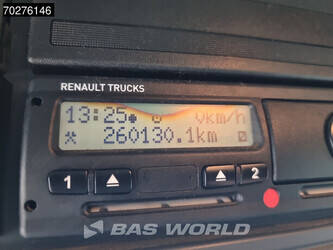 70276146
RENAULT TRUCKS
13:25 0km/h
260130.1km
1 2
BAS WORLD